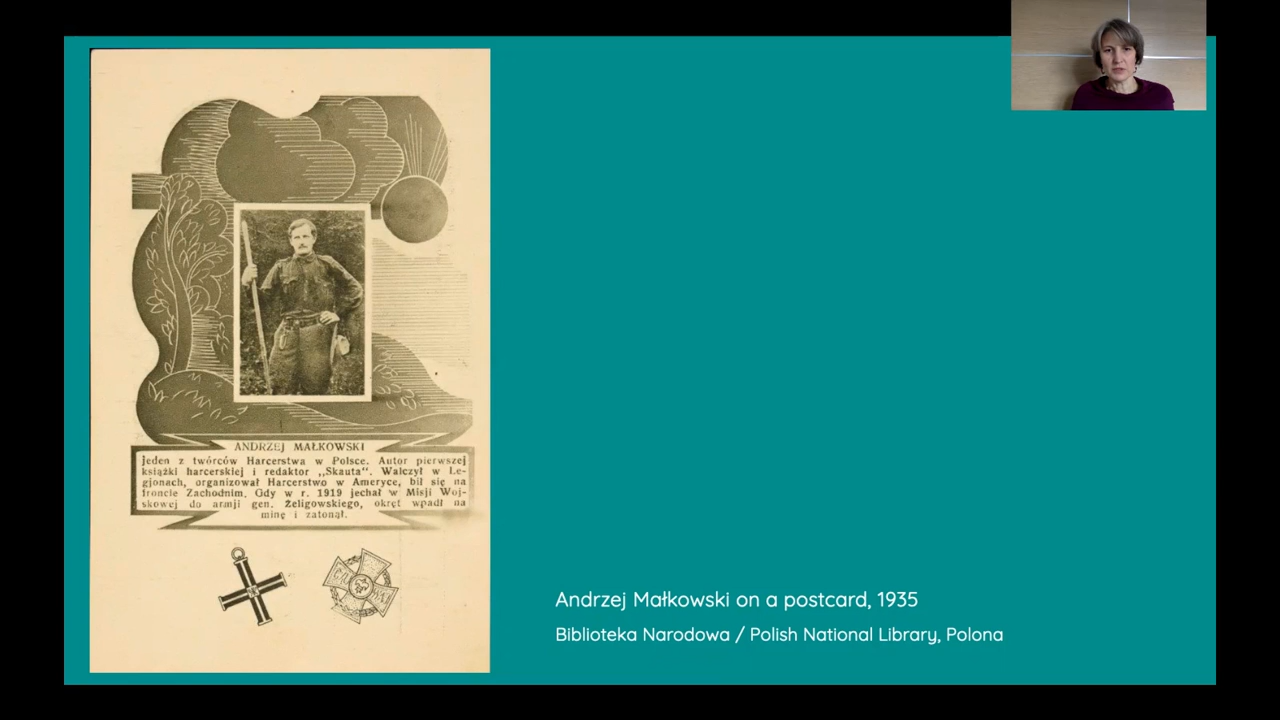 ANDRZEJ MAŁKOWSKI
jeden z twórców Harcerstwa w Polsce. Autor pierwszej
książki harcerskiej i redaktor ,,Skauta". Walczył w Le-
gjonach, organizował Harcerstwo w Ameryce, bił się na
froncie Zachodnim. Gdy w r. 1919 jechał w Misji Woj-
skowej do armji gen. Żeligowskiego, okręt wpadł na
minę i zatonął.
Andrzej Małkowski on a postcard, 1935
Biblioteka Narodowa / Polish National Library, Polona